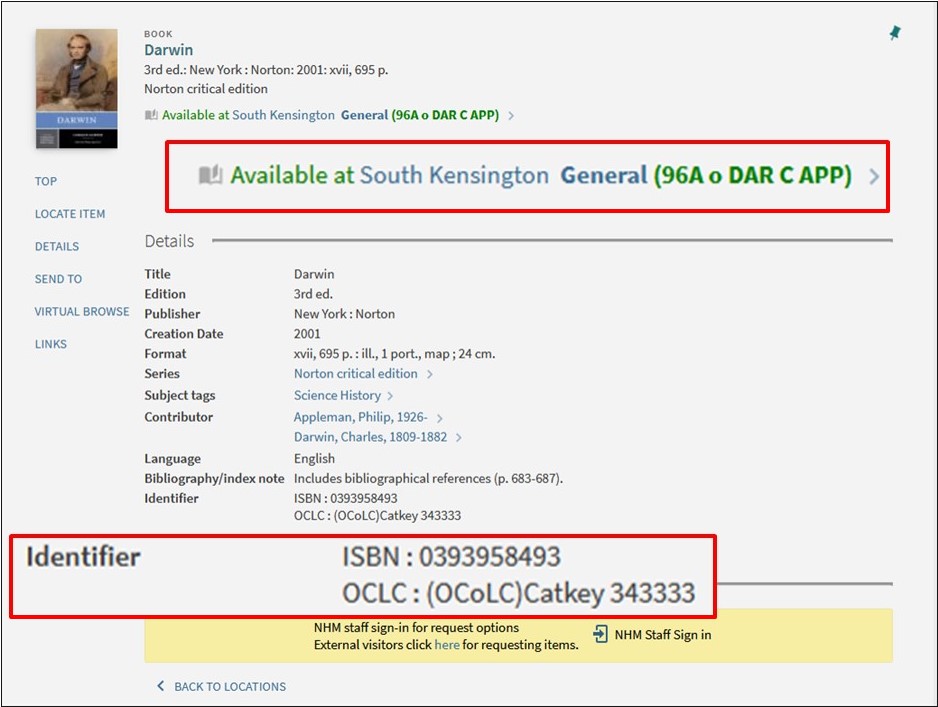 DARWIN
BOOK
Darwin
3rd ed.: New York : Norton: 2001: xvii, 695 p.
Norton critical edition
Available at South Kensington General (96A o DAR C APP)
Available at South Kensington General (96A o DAR C APP)
TOP
LOCATE ITEM
DETAILS
SEND TO
VIRTUAL BROWSE
LINKS
Details
Title Darwin
Edition 3rd ed.
Publisher New York : Norton
Creation Date 2001
Format xvii, 695 p. : ill., 1 port., map ; 24 cm.
Series Norton critical edition
Subject tags Science History
Contributor Appleman, Philip, 1926-
Darwin, Charles, 1809-1882
Language English
Bibliography/index note Includes bibliographical references (p. 683-687).
Identifier ISBN : 0393958493
OCLC : (OCoLC)Catkey 343333
Identifier ISBN : 0393958493
OCLC : (OCoLC)Catkey 343333
NHM staff sign-in for request options
External visitors click here for requesting items.
NHM Staff Sign in
BACK TO LOCATIONS